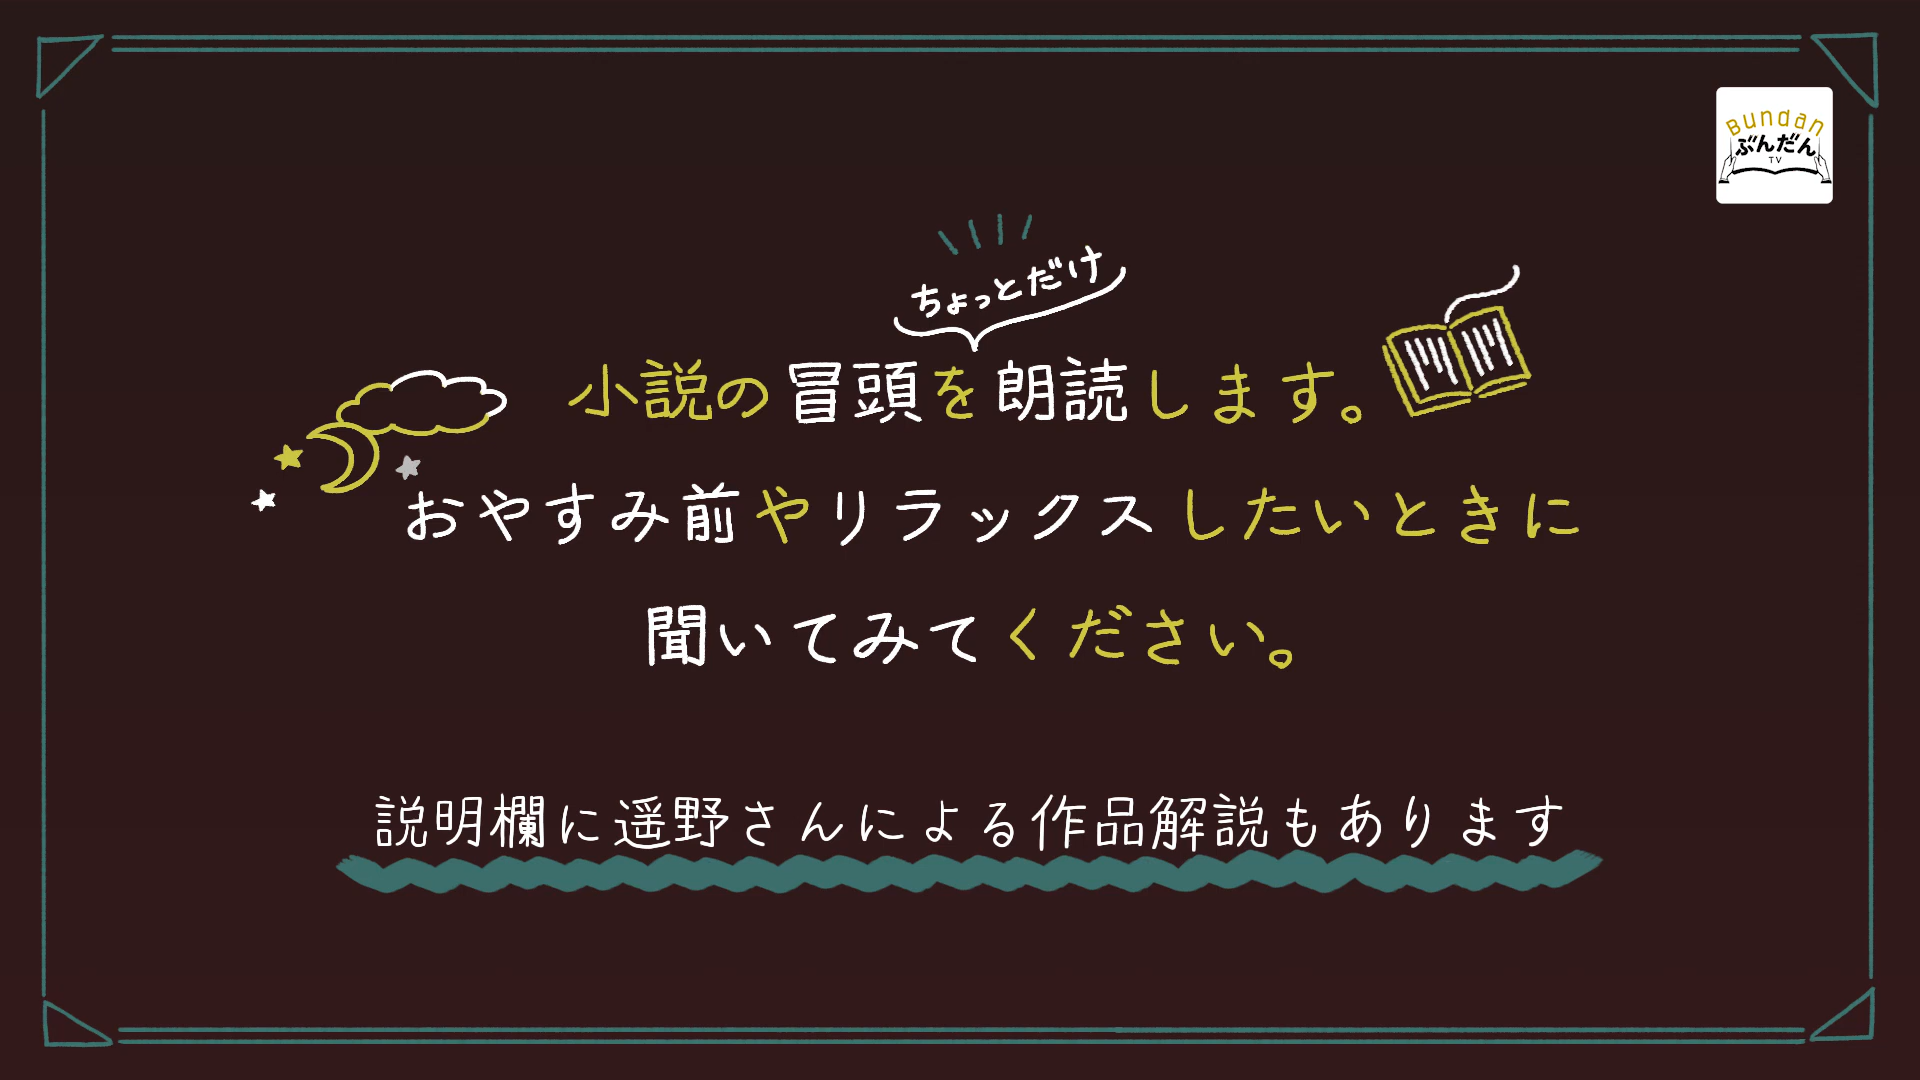 Bundan
ぶんだん
TV
ちょっとだけ
小説の冒頭を朗読します。
おやすみ前やリラックスしたいときに
聞いてみてください。
説明欄に遥野さんによる作品解説もあります